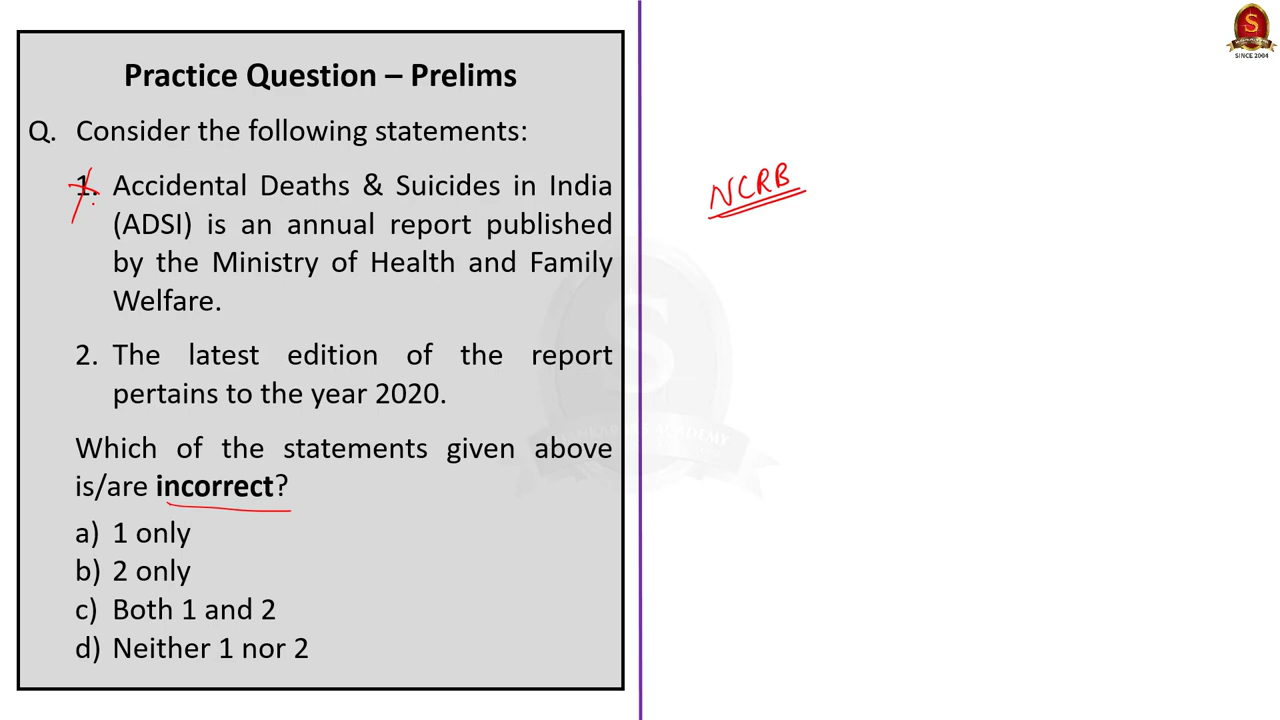 Practice Question – Prelims
Q. Consider the following statements:
1. Accidental Deaths & Suicides in India
(ADSI) is an annual report published
by the Ministry of Health and Family
Welfare.
2. The latest edition of the report
pertains to the year 2020.
Which of the statements given above
is/are incorrect?
a) 1 only
b) 2 only
c) Both 1 and 2
d) Neither 1 nor 2
NCRB
S
SINCE 2004